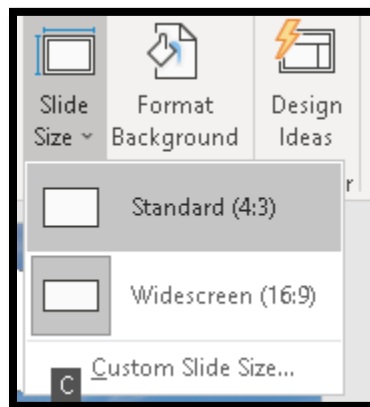 Slide Format Design
Size Background Ideas
r
Standard (4:3)
Widescreen (16:9)
Custom Slide Size...
C